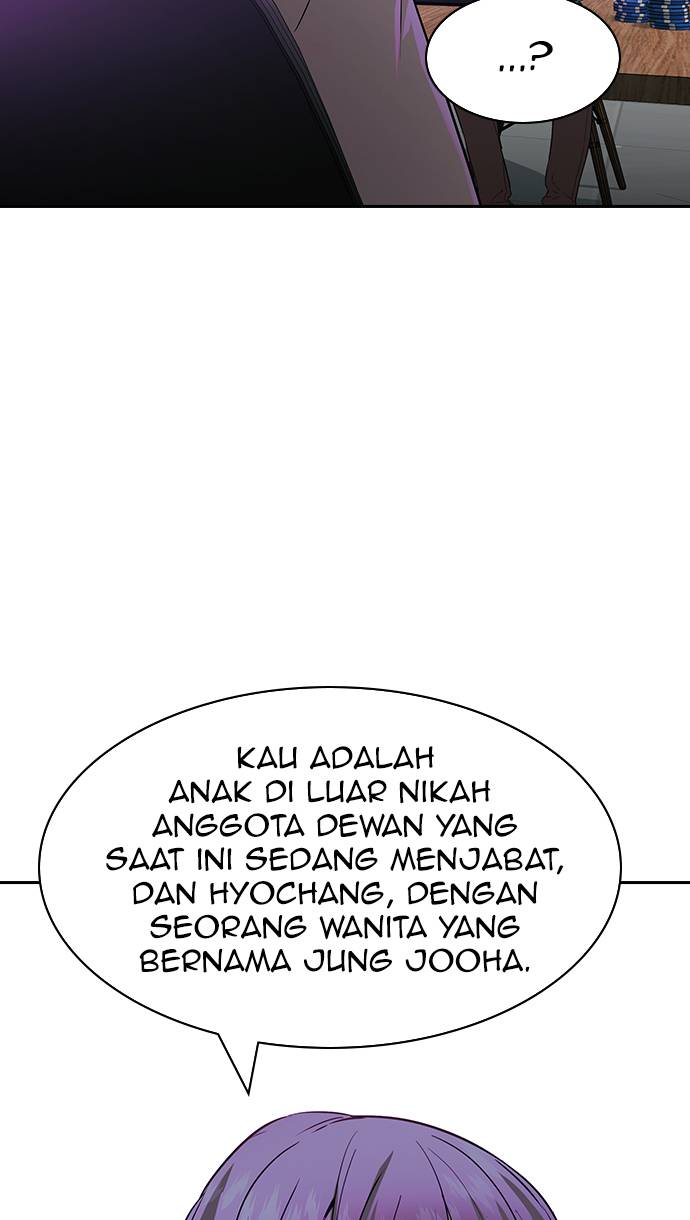 ...?
KAU ADALAH
ANAK DI LUAR NIKAH
ANGGOTA DEWAN YANG
SAAT INI SEDANG MENJABAT,
DAN HYOCHANG, DENGAN
SEORANG WANITA YANG
BERNAMA JUNG JOOHA.